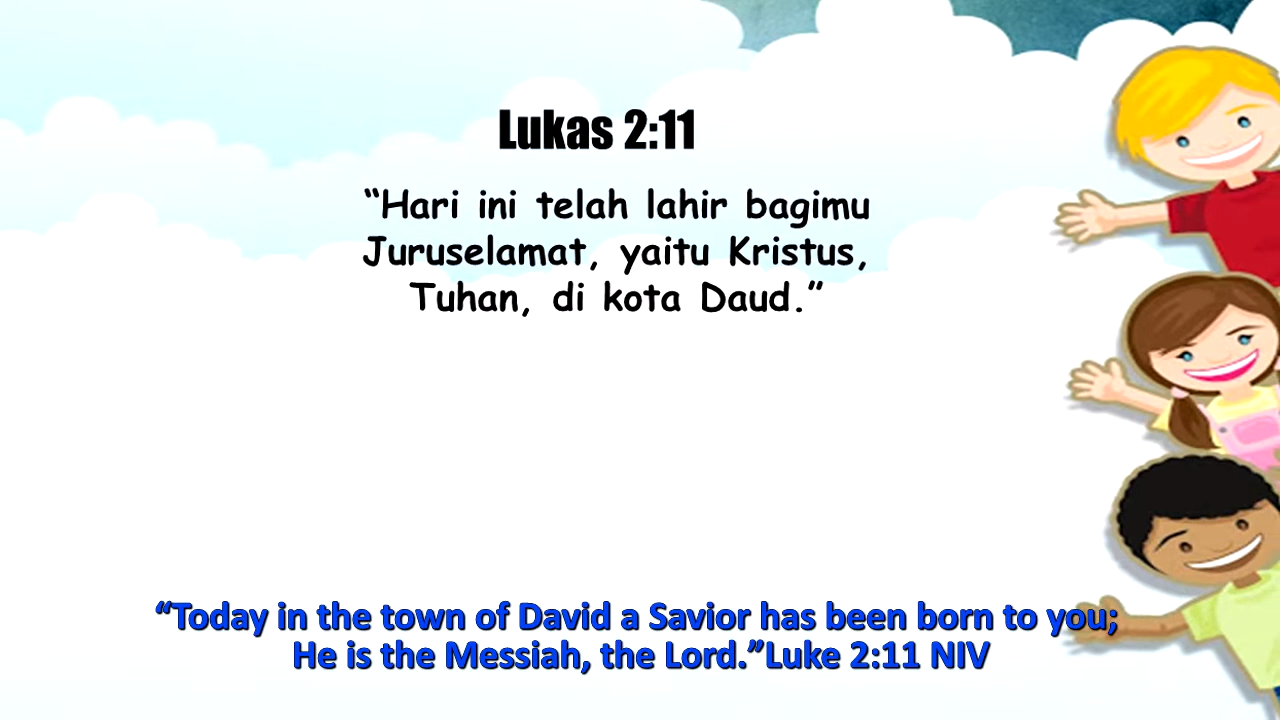 Lukas 2:11
“Hari ini telah lahir bagimu
Juruselamat, yaitu Kristus,
Tuhan, di kota Daud.”
“Today in the town of David a Savior has been born to you;
He is the Messiah, the Lord.”Luke 2:11 NIV